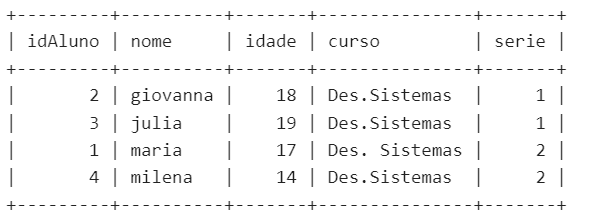 +---------+----------+-------+---------------+-------+
| idAluno | nome     | idade | curso         | serie |
+---------+----------+-------+---------------+-------+
|       2 | giovanna |    18 | Des.Sistemas  |     1 |
|       3 | julia    |    19 | Des.Sistemas  |     1 |
|       1 | maria    |    17 | Des. Sistemas |     2 |
|       4 | milena   |    14 | Des.Sistemas  |     2 |
+---------+----------+-------+---------------+-------+